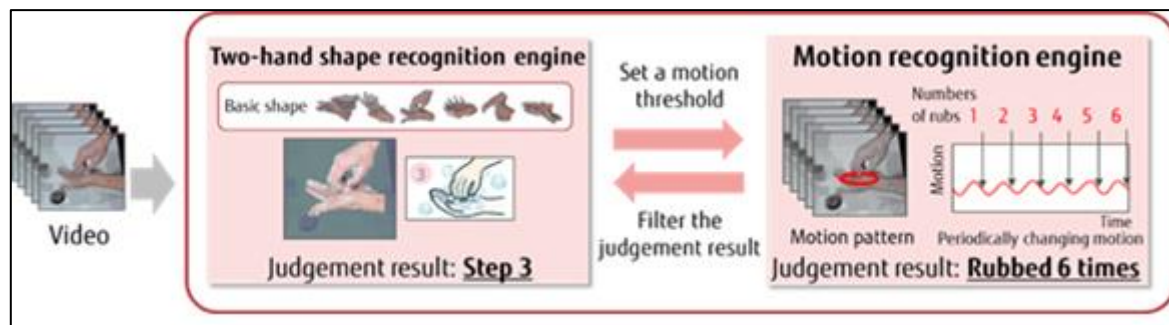 Two-hand shape recognition engine
Basic shape
3
Judgement result: Step 3
Video
Set a motion
threshold
Filter the
judgement result
Motion recognition engine
Numbers
of rubs 1 2 3 4 5 6
Motion
Time
Motion pattern
Periodically changing motion
Judgement result: Rubbed 6 times